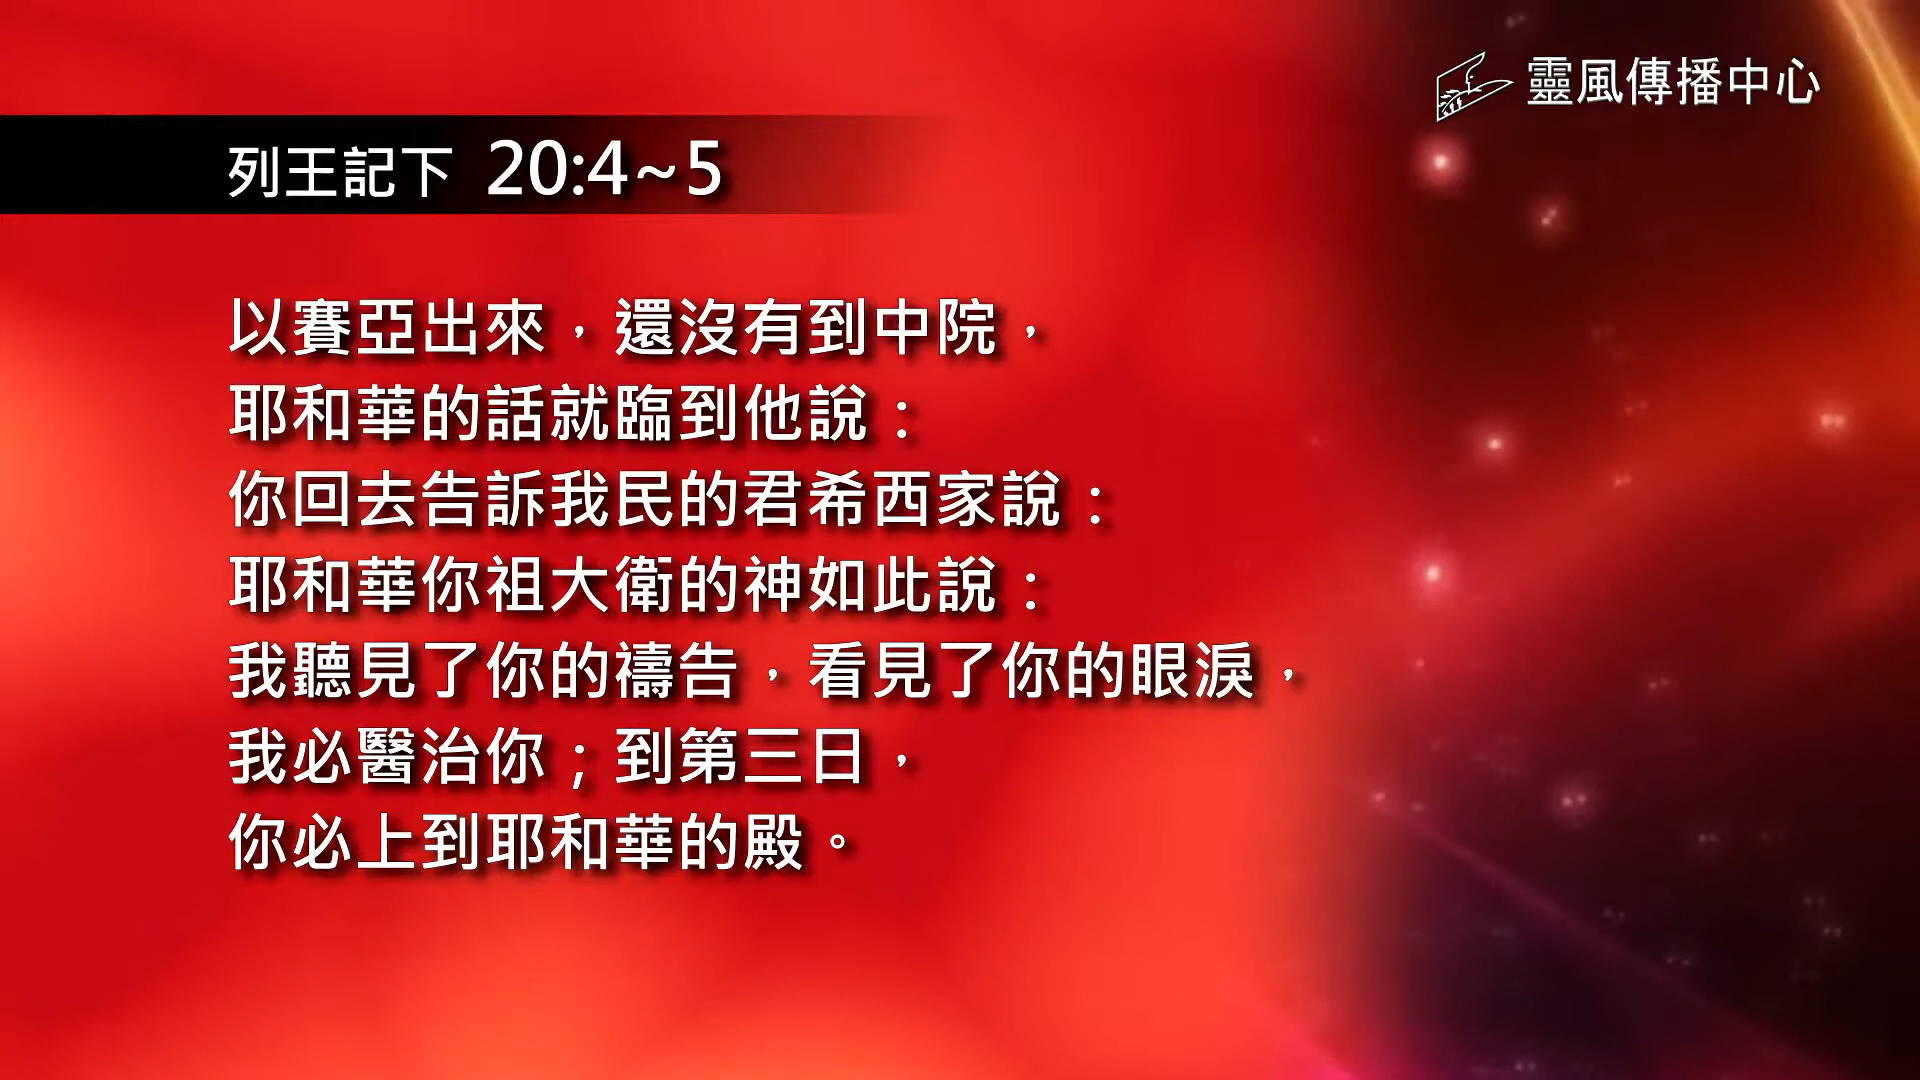 靈風傳播中心
列王記下 20:4~5
以賽亞出來，還沒有到中院，
耶和華的話就臨到他說：
你回去告訴我民的君希西家說：
耶和華你祖大衛的神如此說：
我聽見了你的禱告，看見了你的眼淚，
我必醫治你；到第三日，
你必上到耶和華的殿。